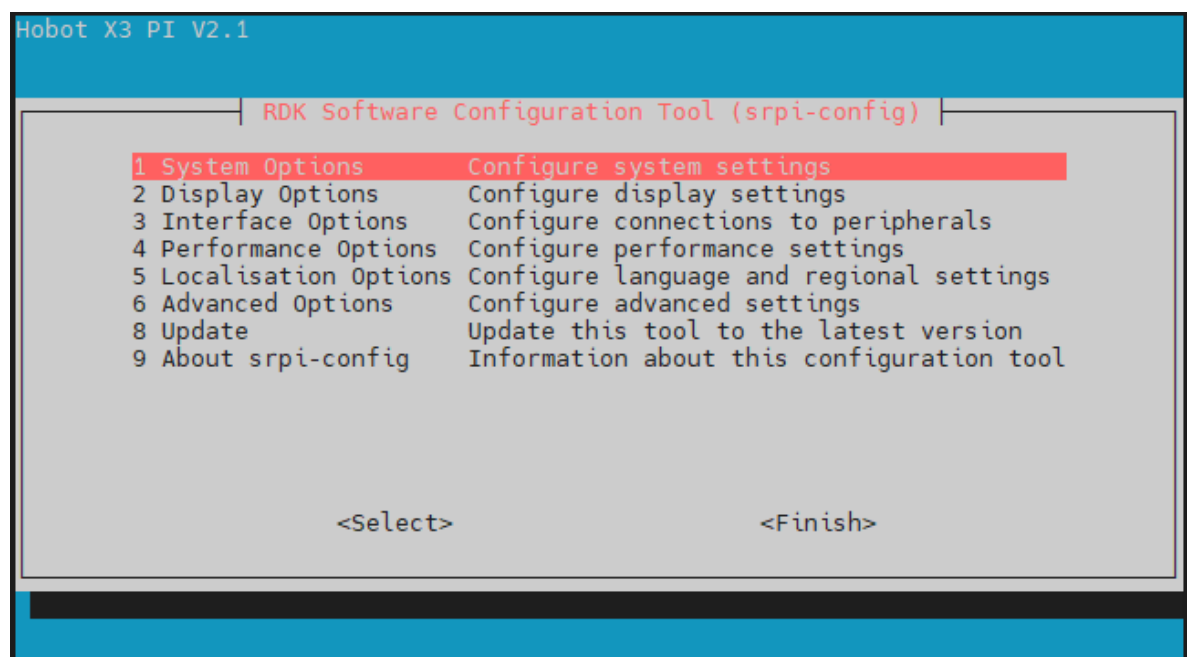 Hobot X3 PI V2.1
RDK Software Configuration Tool (srpi-config)
1 System Options Configure system settings
2 Display Options Configure display settings
3 Interface Options Configure connections to peripherals
4 Performance Options Configure performance settings
5 Localisation Options Configure language and regional settings
6 Advanced Options Configure advanced settings
8 Update Update this tool to the latest version
9 About srpi-config Information about this configuration tool
<Select> <Finish>